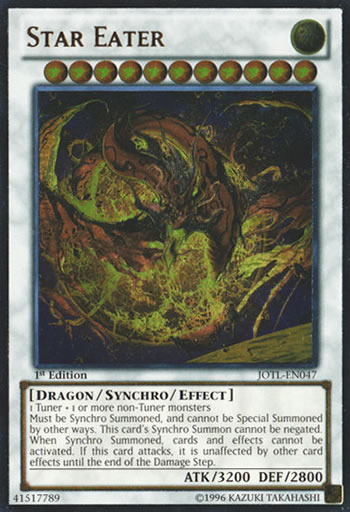 STAR EATER
1st Edition
JOTL-EN047
[DRAGON/SYNCHRO/EFFECT]
1 Tuner + 1 or more non-Tuner monsters
Must be Synchro Summoned, and cannot be Special Summoned
by other ways. This card's Synchro Summon cannot be negated.
When Synchro Summoned, cards and effects cannot be
activated. If this card attacks, it is unaffected by other card
effects until the end of the Damage Step.
ATK/3200 DEF/2800
41517789
©1996 KAZUKI TAKAHASHI